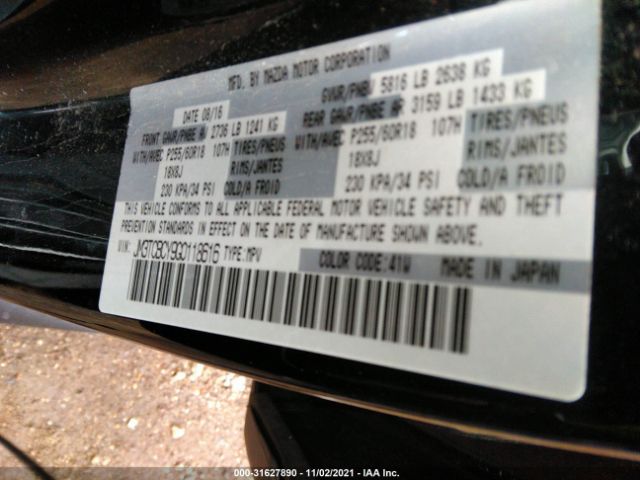 MFD. BY MAZDA MOTOR CORPORATION
DATE 08/16 GVWR/PNBV 5816 LB 2638 KG
FRONT GAWR/PNBE AV 2736 LB 1241 KG REAR GAWR/PNBE AR 3159 LB 1433 KG
WITH/AVEC P255/60R18 107H TIRES/PNEUS WITH/AVEC P255/60R18 107H TIRES/PNEUS
18X8J RIMS/JANTES 18X8J RIMS/JANTES
230 KPA/34 PSI COLD/A FROID 230 KPA/34 PSI COLD/A FROID
THIS VEHICLE CONFORMS TO ALL APPLICABLE FEDERAL MOTOR VEHICLE SAFETY AND THEFT
PREVENTION STANDARDS IN EFFECT ON THE DATE OF MANUFACTURE SHOWN ABOVE.
VIN: JM3TCBCY9G0118616 TYPE:MPV COLOR CODE:41W MADE IN JAPAN
000-31627890 - 11/02/2021 - IAA Inc.